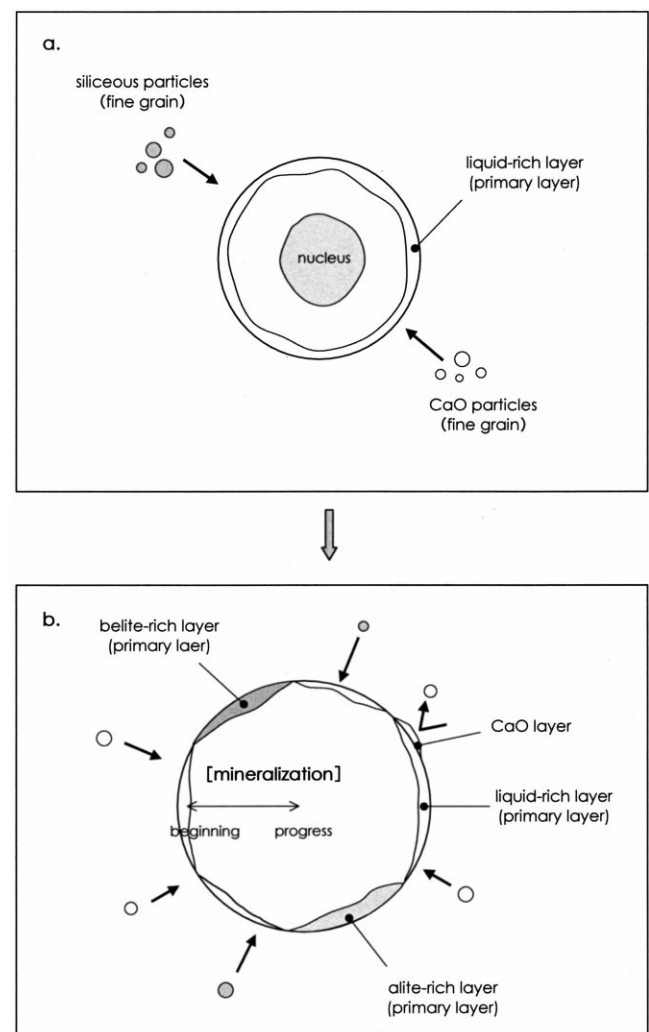 a.
siliceous particles
(fine grain)
liquid-rich layer
(primary layer)
nucleus
CaO particles
(fine grain)
b.
belite-rich layer
(primary laer)
CaO layer
[mineralization]
liquid-rich layer
(primary layer)
beginning progress
alite-rich layer
(primary layer)